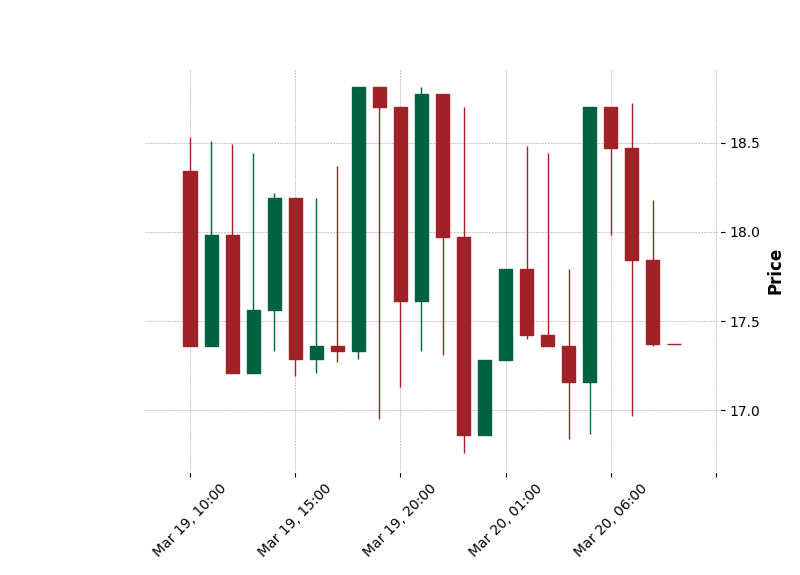 18.5
18.0
17.5
17.0
Price
Mar 19, 10:00
Mar 19, 15:00
Mar 19, 20:00
Mar 20, 01:00
Mar 20, 06:00